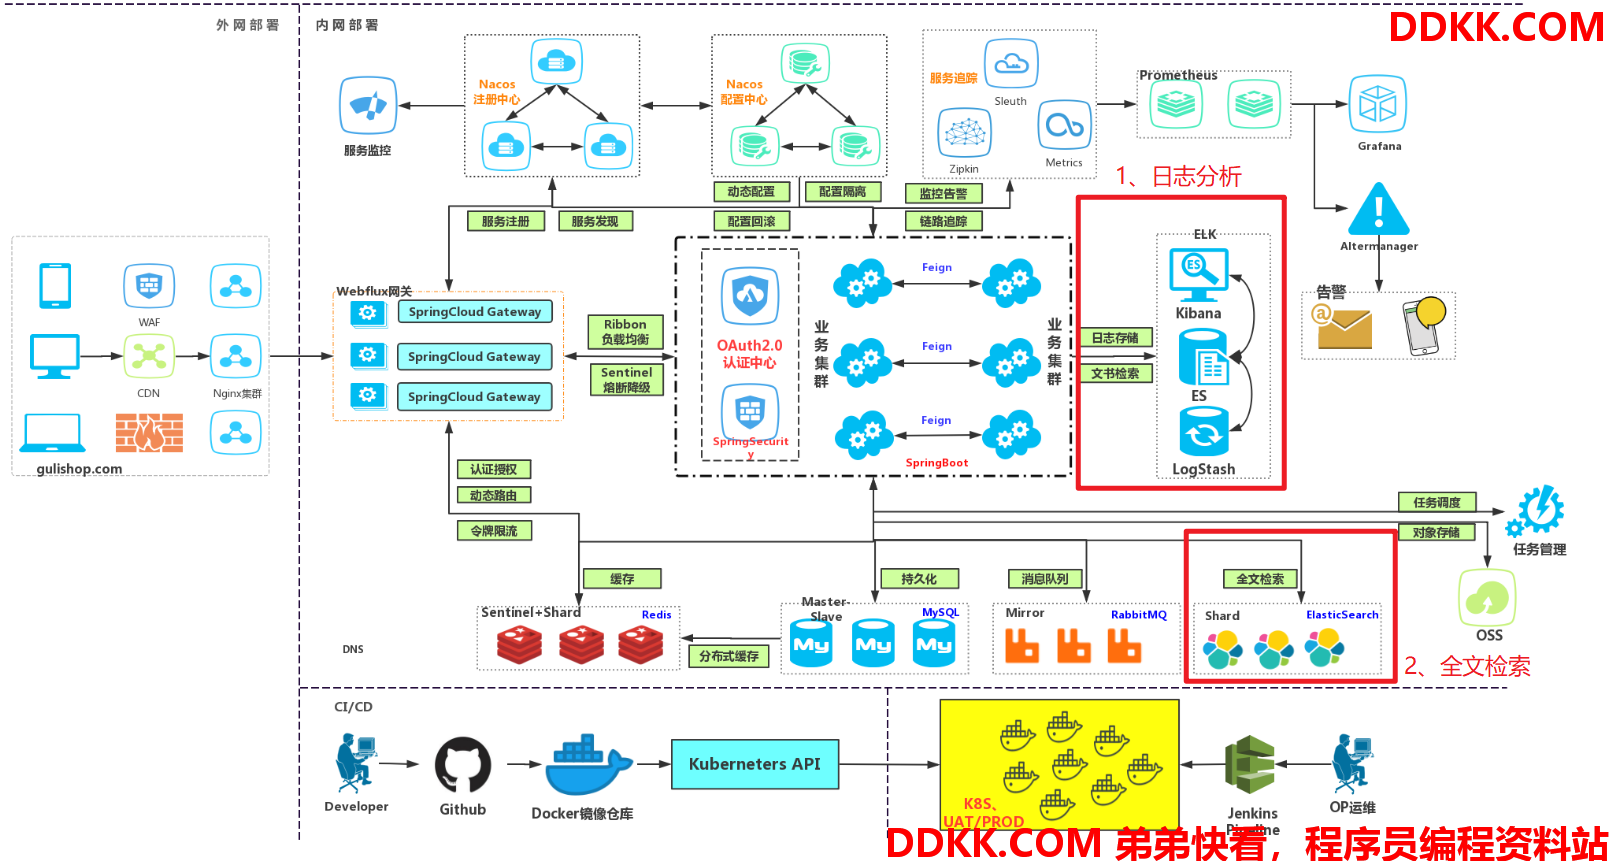 外网部署
内网部署
DDKK.COM
服务监控
Nacos
注册中心
Nacos
配置中心
服务追踪
Sleuth
Zipkin
Metrics
Prometheus
Grafana
Altermanager
告警
@
动态配置
配置隔离
配置回滚
监控告警
链路追踪
服务注册
服务发现
1、日志分析
ELK
ES
Kibana
ES
LogStash
日志存储
文书检索
WAF
CDN
Nginx集群
gulishop.com
Webflux网关
SpringCloud Gateway
SpringCloud Gateway
SpringCloud Gateway
Ribbon
负载均衡
Sentinel
熔断降级
OAuth2.0
认证中心
SpringSecurit
y
业务集群
Feign
Feign
Feign
业务集群
SpringBoot
认证授权
动态路由
令牌限流
任务调度
对象存储
任务管理
OSS
缓存
持久化
消息队列
全文检索
Sentinel+Shard
Redis
分布式缓存
Master-
Slave
MySQL
My
My
My
Mirror
RabbitMQ
Shard
ElasticSearch
2、全文检索
DNS
CI/CD
Developer
Github
Docker镜像仓库
Kuberneters API
K8S、
UAT/PROD
Jenkins
Pipeline
OP运维
DDKK.COM 弟弟快看，程序员编程资料站